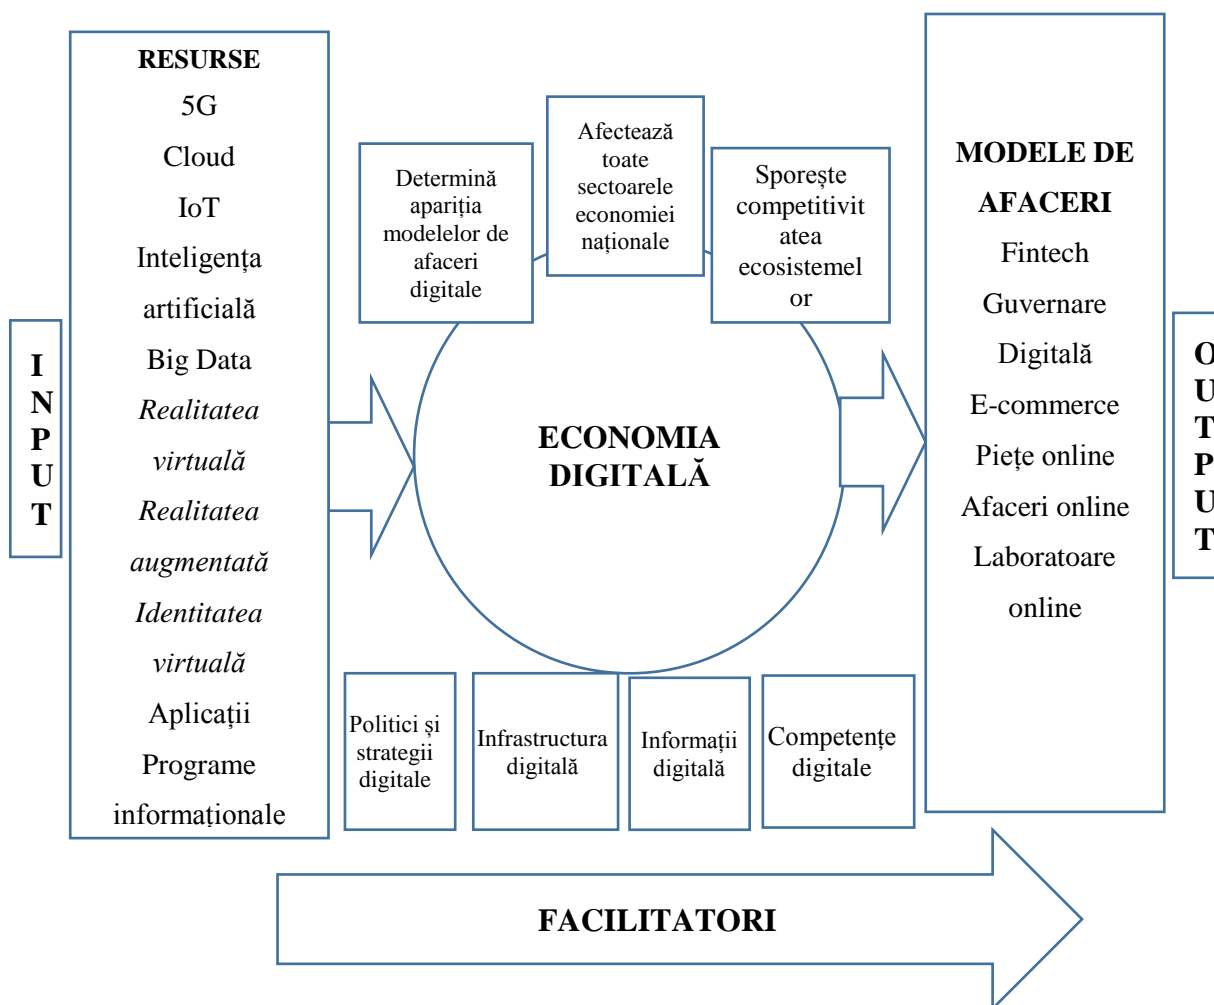 I
N
P
U
T
RESURSE
5G
Cloud
IoT
Inteligența
artificială
Big Data
Realitatea
virtuală
Realitatea
augmentată
Identitatea
virtuală
Aplicații
Programe
informaționale
Determină
apariția
modelelor de
afaceri
digitale
Afectează
toate
sectoarele
economiei
naționale
Sporește
competitivit
atea
ecosistemel
or
ECONOMIA
DIGITALĂ
Politici și
strategii
digitale
Infrastructura
digitală
Informații
digitală
Competențe
digitale
MODELE DE
AFACERI
Fintech
Guvernare
Digitală
E-commerce
Piețe online
Afaceri online
Laboratoare
online
O
U
T
P
U
T
FACILITATORI